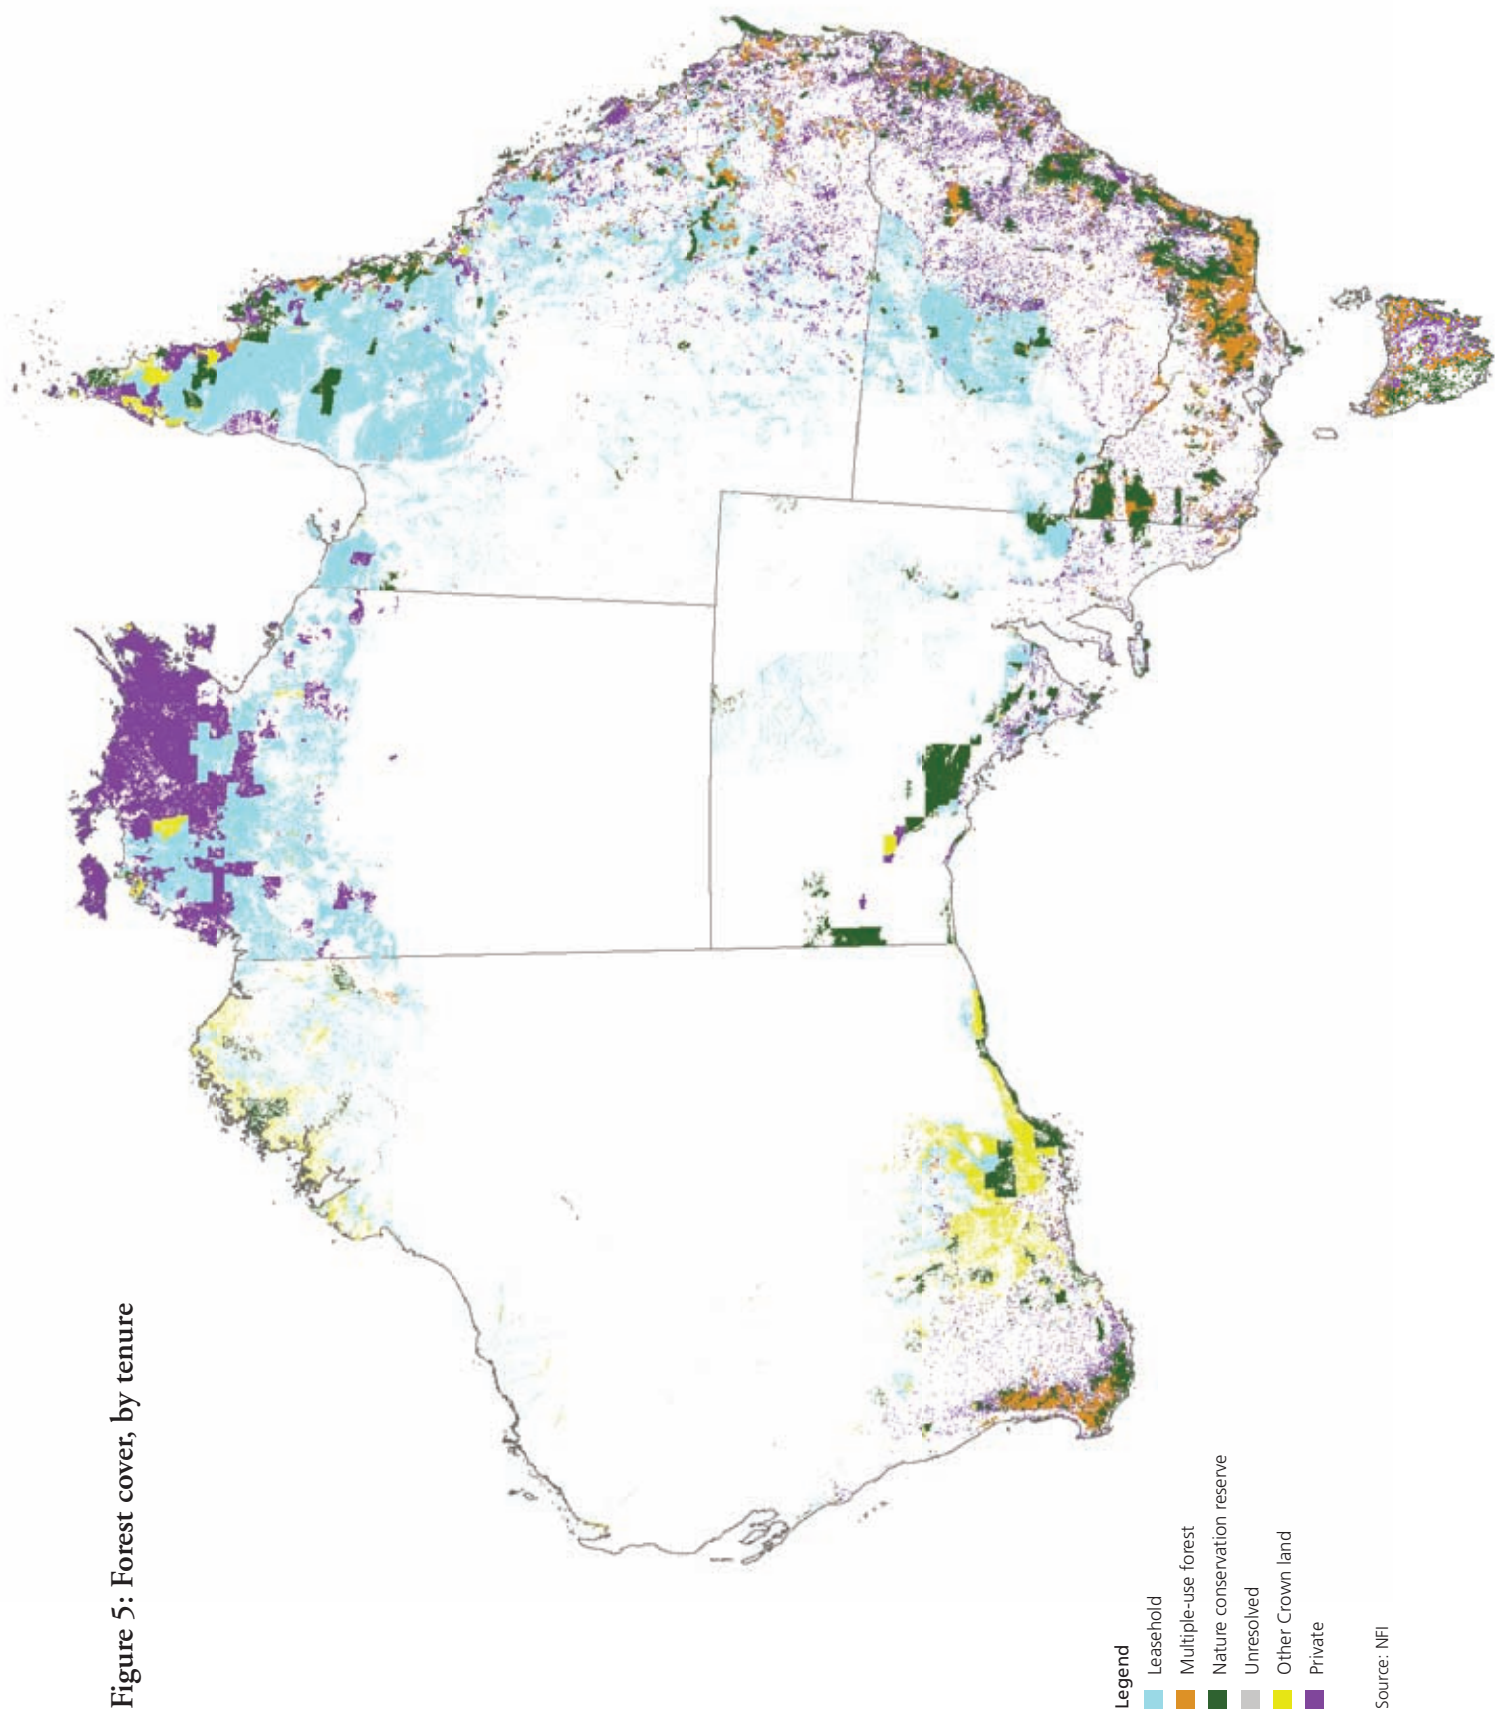 Figure 5: Forest cover, by tenure
Legend
Leasehold
Multiple-use forest
Nature conservation reserve
Unresolved
Other Crown land
Private
Source: NFI